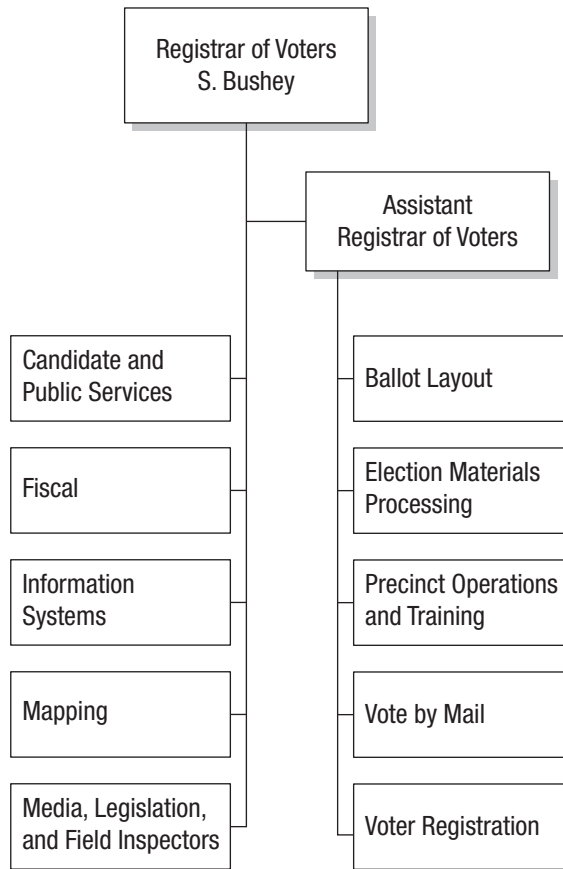 Registrar of Voters
S. Bushey
Assistant
Registrar of Voters
Candidate and
Public Services
Fiscal
Information
Systems
Mapping
Media, Legislation,
and Field Inspectors
Ballot Layout
Election Materials
Processing
Precinct Operations
and Training
Vote by Mail
Voter Registration